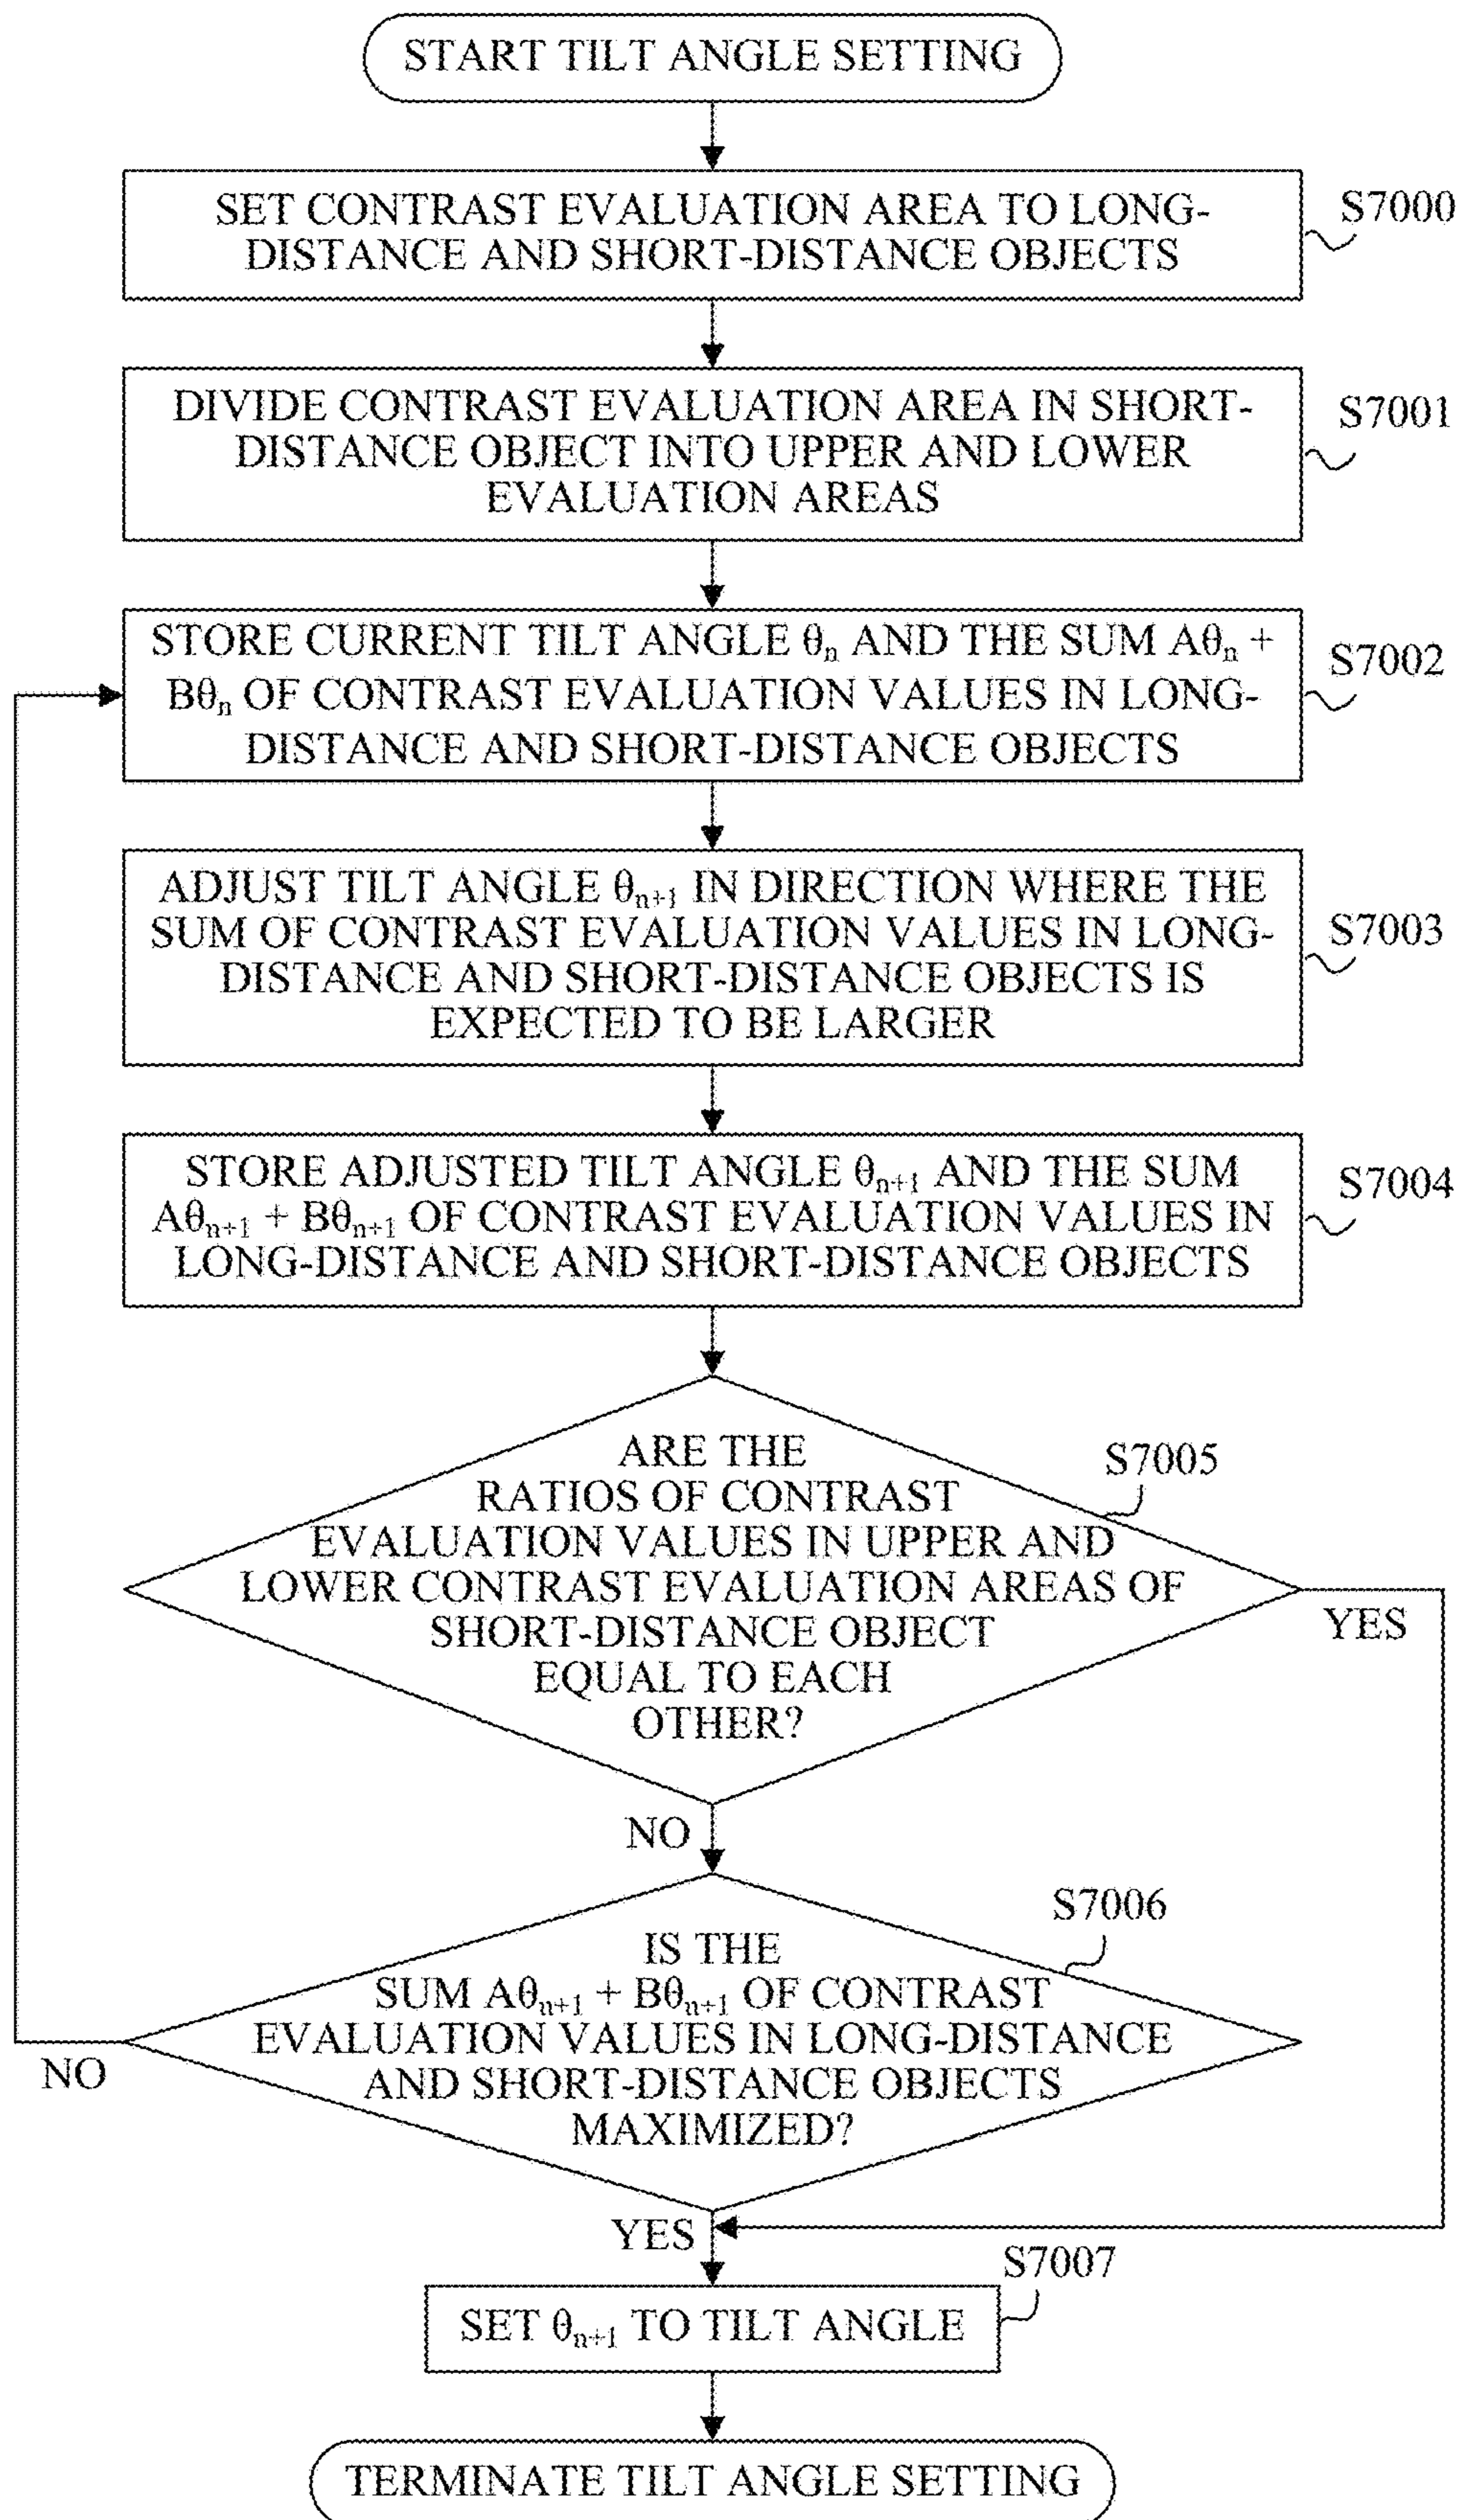 START TILT ANGLE SETTING
SET CONTRAST EVALUATION AREA TO LONG-
DISTANCE AND SHORT-DISTANCE OBJECTS
S7000
DIVIDE CONTRAST EVALUATION AREA IN SHORT-
DISTANCE OBJECT INTO UPPER AND LOWER
EVALUATION AREAS
S7001
STORE CURRENT TILT ANGLE θn AND THE SUM Aθn +
Bθn OF CONTRAST EVALUATION VALUES IN LONG-
DISTANCE AND SHORT-DISTANCE OBJECTS
S7002
ADJUST TILT ANGLE θn+1 IN DIRECTION WHERE THE
SUM OF CONTRAST EVALUATION VALUES IN LONG-
DISTANCE AND SHORT-DISTANCE OBJECTS IS
EXPECTED TO BE LARGER
S7003
STORE ADJUSTED TILT ANGLE θn+1 AND THE SUM
Aθn+1 + Bθn+1 OF CONTRAST EVALUATION VALUES IN
LONG-DISTANCE AND SHORT-DISTANCE OBJECTS
S7004
ARE THE
RATIOS OF CONTRAST
EVALUATION VALUES IN UPPER AND
LOWER CONTRAST EVALUATION AREAS OF
SHORT-DISTANCE OBJECT
EQUAL TO EACH
OTHER?
S7005
YES
NO
IS THE
SUM Aθn+1 + Bθn+1 OF CONTRAST
EVALUATION VALUES IN LONG-DISTANCE
AND SHORT-DISTANCE OBJECTS
MAXIMIZED?
S7006
NO
YES
SET θn+1 TO TILT ANGLE
S7007
TERMINATE TILT ANGLE SETTING